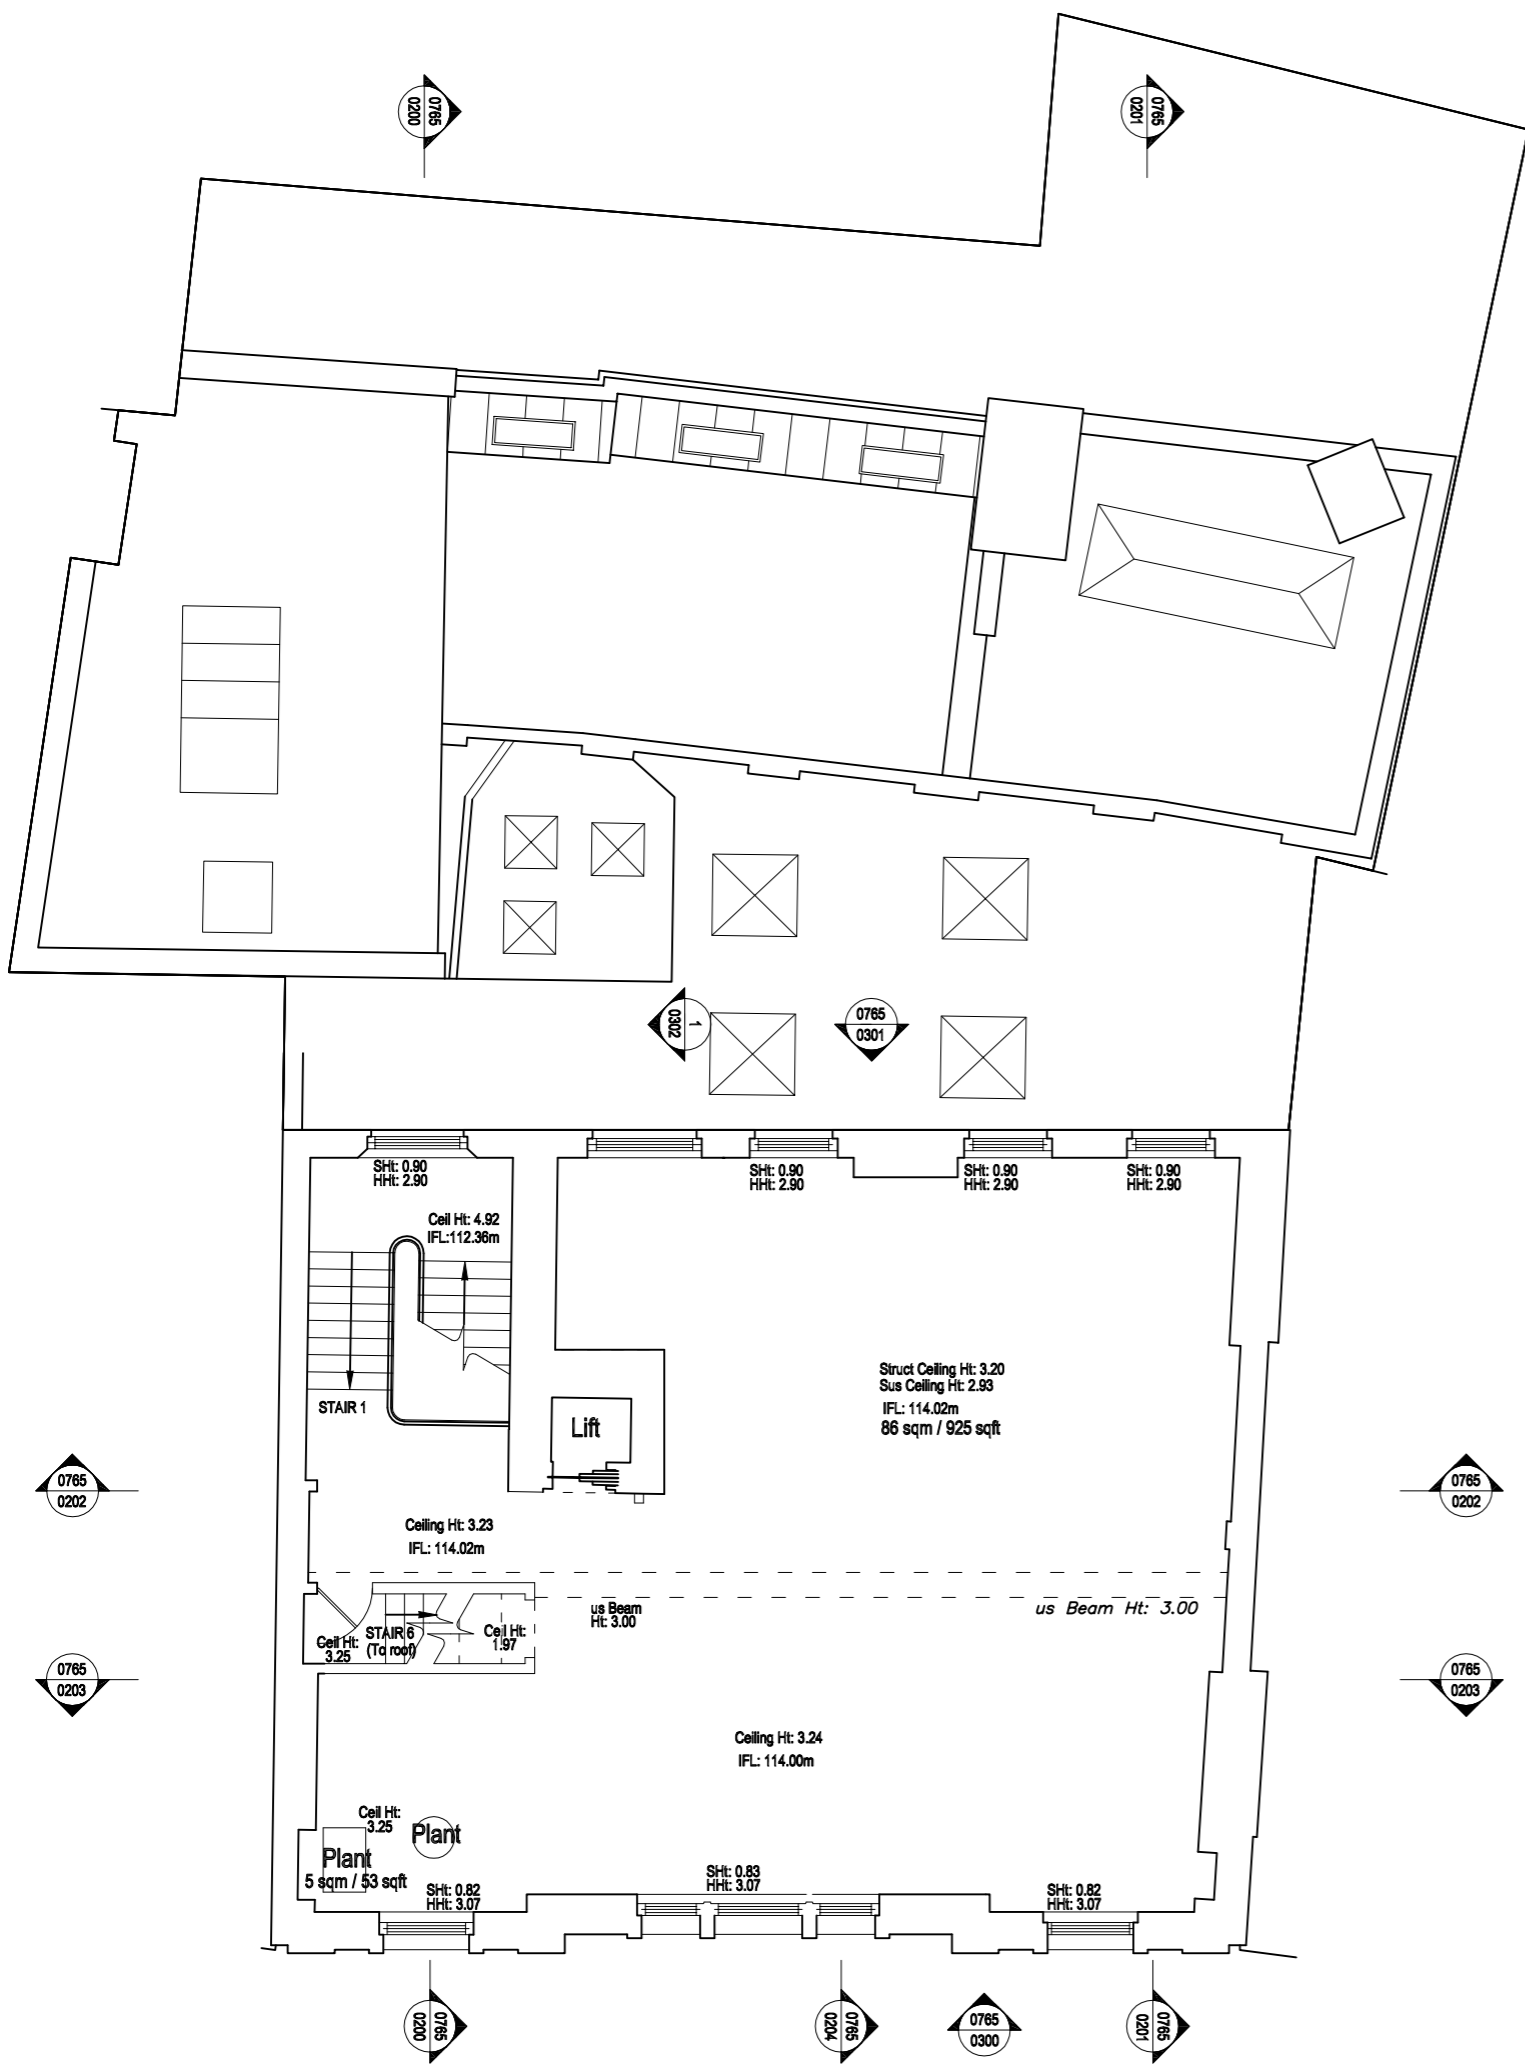 0765
0200
0765
0201
1
0302
0765
0301
SHt: 0.90
HHt: 2.90
SHt: 0.90
HHt: 2.90
SHt: 0.90
HHt: 2.90
SHt: 0.90
HHt: 2.90
Ceil Ht: 4.92
IFL:112.36m
STAIR 1
Lift
Struct Ceiling Ht: 3.20
Sus Ceiling Ht: 2.93
IFL: 114.02m
86 sqm / 925 sqft
0765
0202
0765
0202
Ceiling Ht: 3.23
IFL: 114.02m
us Beam
Ht: 3.00
us Beam Ht: 3.00
Ceil Ht:
3.25
STAIR 6
(To roof)
Ceil Ht:
1.97
0765
0203
0765
0203
Ceiling Ht: 3.24
IFL: 114.00m
Ceil Ht:
3.25
Plant
Plant
5 sqm / 53 sqft
SHt: 0.82
HHt: 3.07
SHt: 0.83
HHt: 3.07
SHt: 0.82
HHt: 3.07
0765
0200
0765
0204
0765
0300
0765
0201